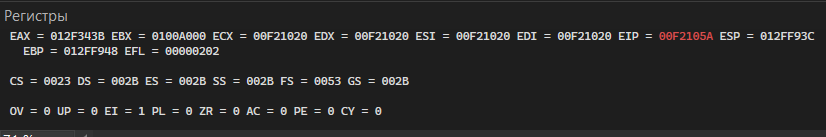 Регистры
EAX = 012F343B EBX = 0100A000 ECX = 00F21020 EDX = 00F21020 ESI = 00F21020 EDI = 00F21020 EIP = 00F2105A ESP = 012FF93C
EBP = 012FF948 EFL = 00000202
CS = 0023 DS = 002B ES = 002B SS = 002B FS = 0053 GS = 002B
OV = 0 UP = 0 EI = 1 PL = 0 ZR = 0 AC = 0 PE = 0 CY = 0